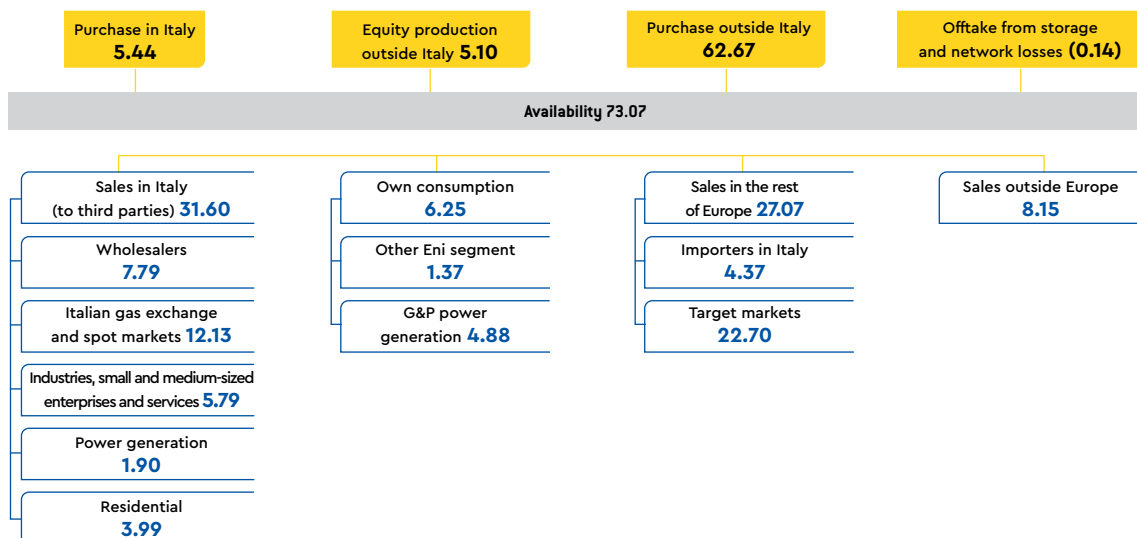 Purchase in Italy
5.44
Equity production
outside Italy 5.10
Purchase outside Italy
62.67
Offtake from storage
and network losses (0.14)
Availability 73.07
Sales in Italy
(to third parties) 31.60
Wholesalers
7.79
Italian gas exchange
and spot markets 12.13
Industries, small and medium-sized
enterprises and services 5.79
Power generation
1.90
Residential
3.99
Own consumption
6.25
Other Eni segment
1.37
G&P power
generation 4.88
Sales in the rest
of Europe 27.07
Importers in Italy
4.37
Target markets
22.70
Sales outside Europe
8.15